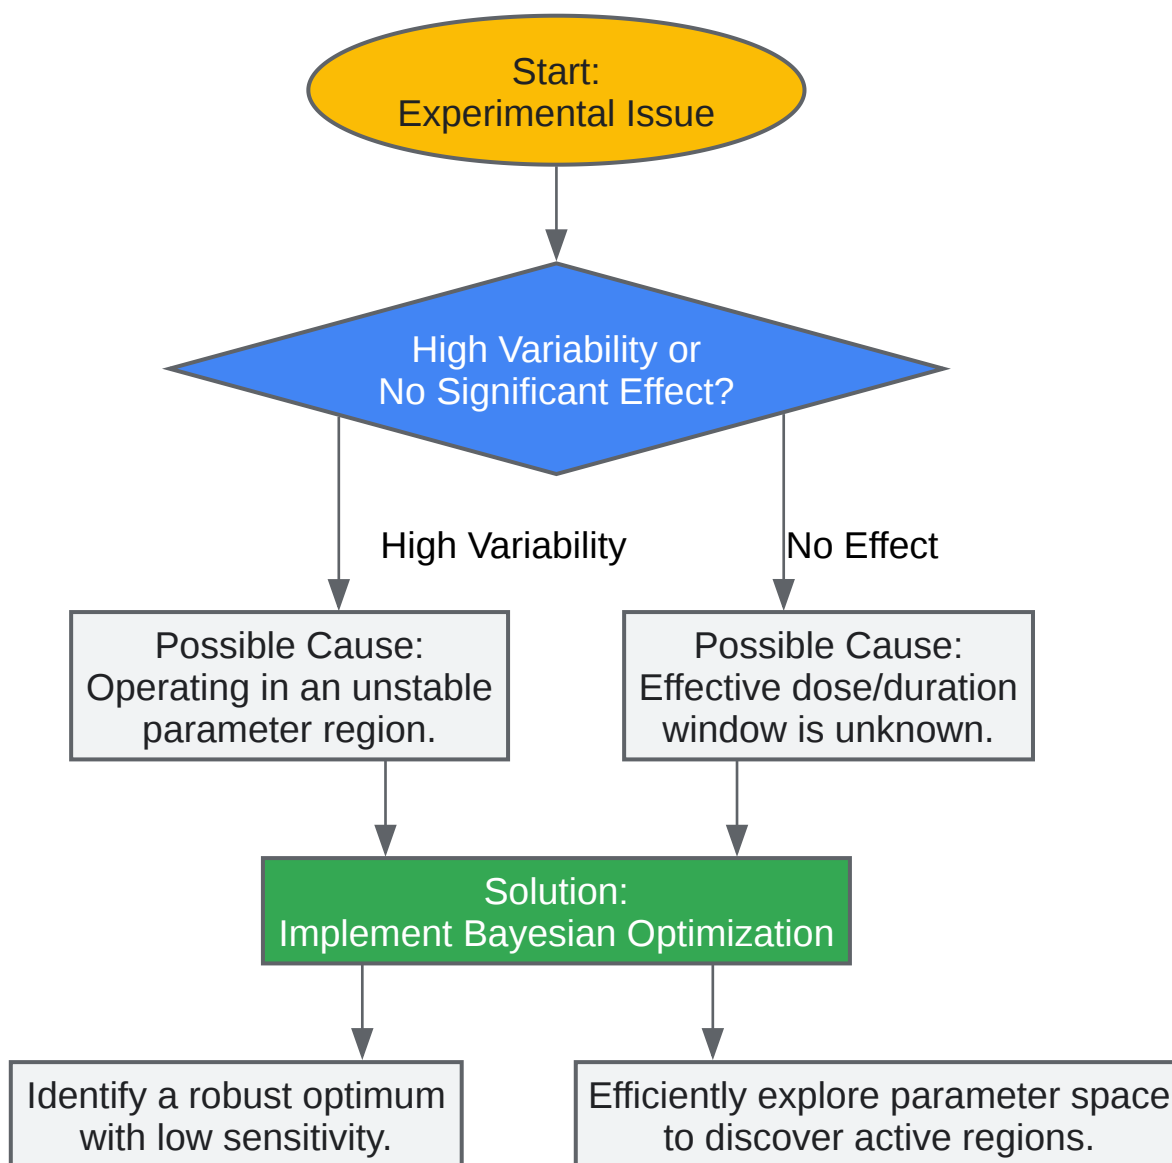 Start:
Experimental Issue
High Variability or
No Significant Effect?
High Variability
No Effect
Possible Cause:
Operating in an unstable
parameter region.
Possible Cause:
Effective dose/duration
window is unknown.
Solution:
Implement Bayesian Optimization
Identify a robust optimum
with low sensitivity.
Efficiently explore parameter space
to discover active regions.